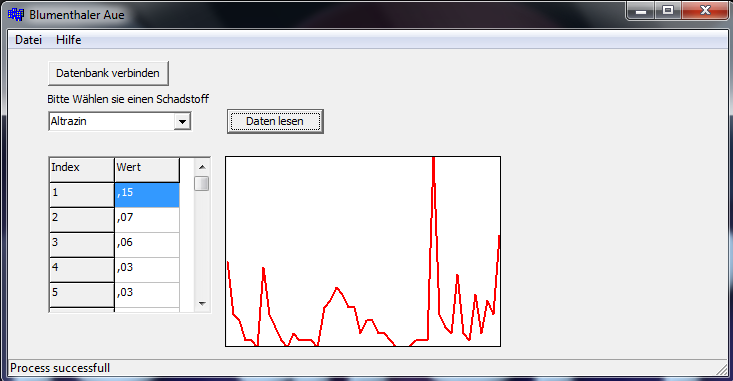 Blumenthaler Aue
Datei Hilfe
Datenbank verbinden
Bitte Wählen sie einen Schadstoff
Altrazin
Daten lesen
Index Wert
1 ,15
2 ,07
3 ,06
4 ,03
5 ,03
Process successfull